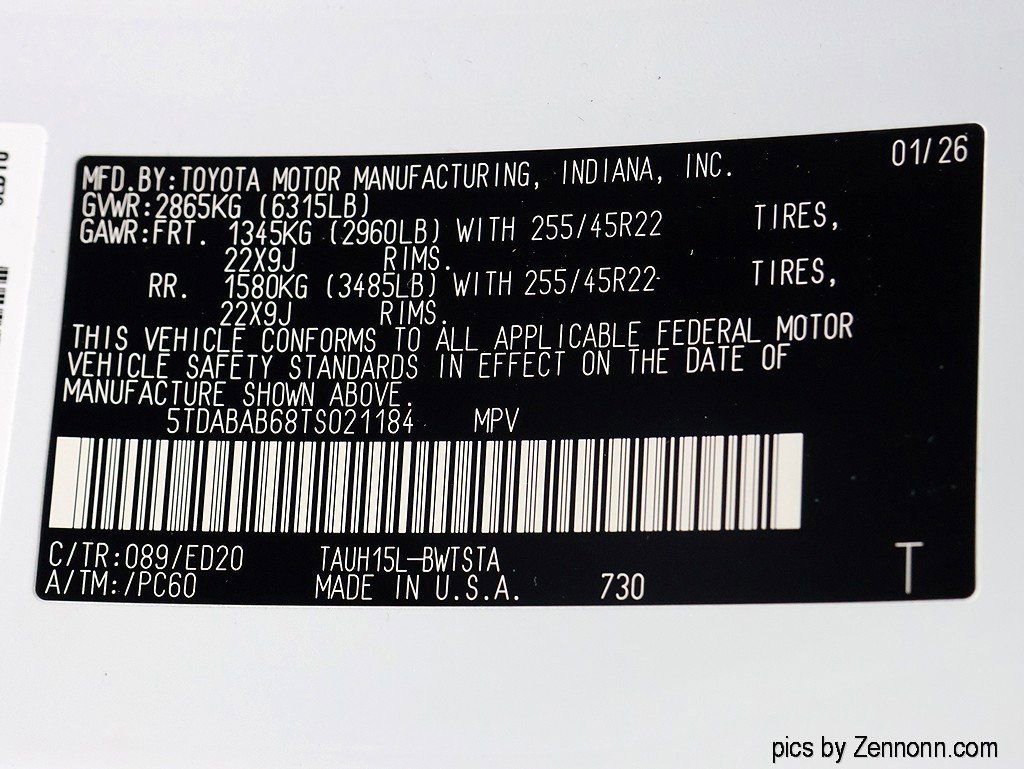 01/26
MFD.BY:TOYOTA MOTOR MANUFACTURING, INDIANA, INC.
GVWR:2865KG (6315LB)
GAWR:FRT. 1345KG (2960LB) WITH 255/45R22 TIRES,
22X9J RIMS.
RR. 1580KG (3485LB) WITH 255/45R22 TIRES,
22X9J RIMS.
THIS VEHICLE CONFORMS TO ALL APPLICABLE FEDERAL MOTOR
VEHICLE SAFETY STANDARDS IN EFFECT ON THE DATE OF
MANUFACTURE SHOWN ABOVE.
5TDABAB68TS021184 MPV
C/TR:089/ED20 TAUH15L-BWTSTA
A/TM:/PC60 MADE IN U.S.A. 730 T
pics by Zennonn.com